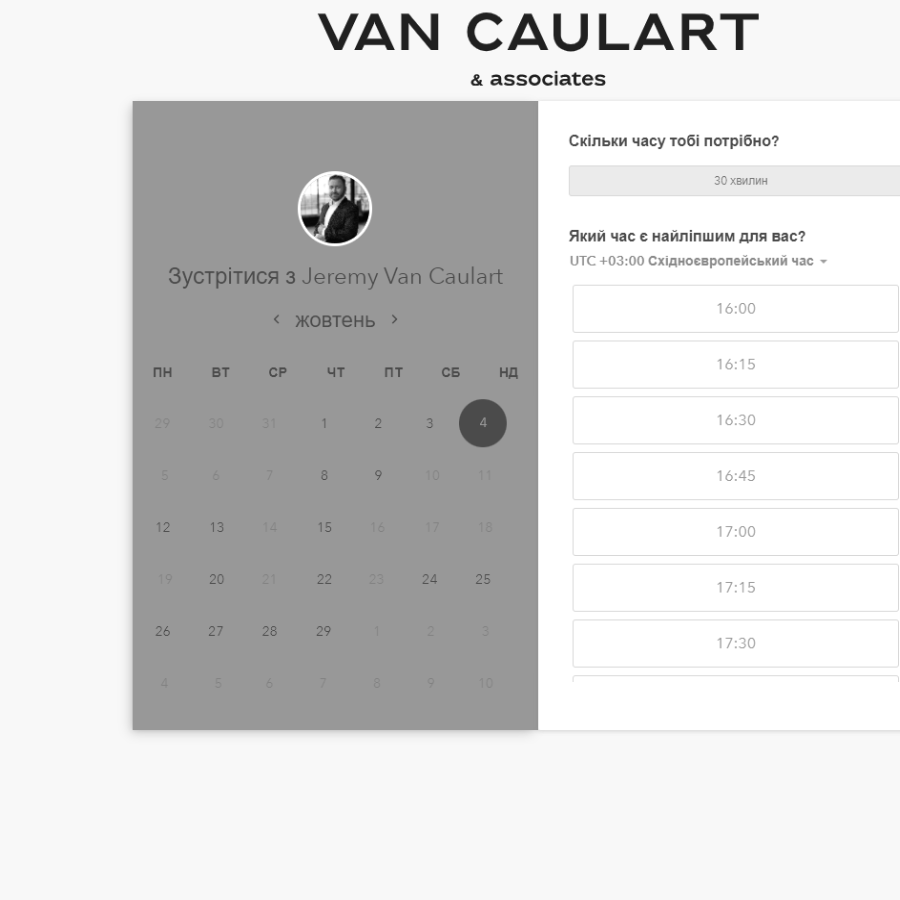 VAN CAULART
& associates
Зустрітися з Jeremy Van Caulart
жовтень
ПН ВТ СР ЧТ ПТ СБ НД
29 30 31 1 2 3 4
5 6 7 8 9 10 11
12 13 14 15 16 17 18
19 20 21 22 23 24 25
26 27 28 29 1 2 3
4 5 6 7 8 9 10
Скільки часу тобі потрібно?
30 хвилин
Який час є найліпшим для вас?
UTC +03:00 Східноєвропейський час
16:00
16:15
16:30
16:45
17:00
17:15
17:30